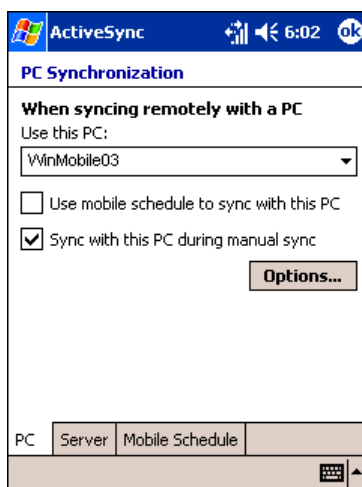 ActiveSync 6:02 ok
PC Synchronization
When syncing remotely with a PC
Use this PC:
WinMobile03
Use mobile schedule to sync with this PC
Sync with this PC during manual sync
Options...
PC Server Mobile Schedule